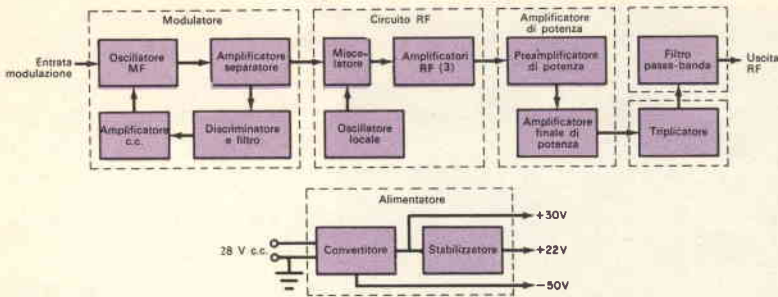 Modulatore
Circuito RF
Amplificatore
di potenza
Entrata
modulazione
Oscillatore
MF
Amplificatore
separatore
Misce-
latore
Amplificatori
RF (3)
Preamplificatore
di potenza
Filtro
passa-banda
Uscita
RF
Amplificatore
c.c.
Discriminatore
e filtro
Oscillatore
locale
Amplificatore
finale di
potenza
Triplicatore
Alimentatore
28 V c.c.
Convertitore
Stabilizzatore
+30V
+22V
−50V